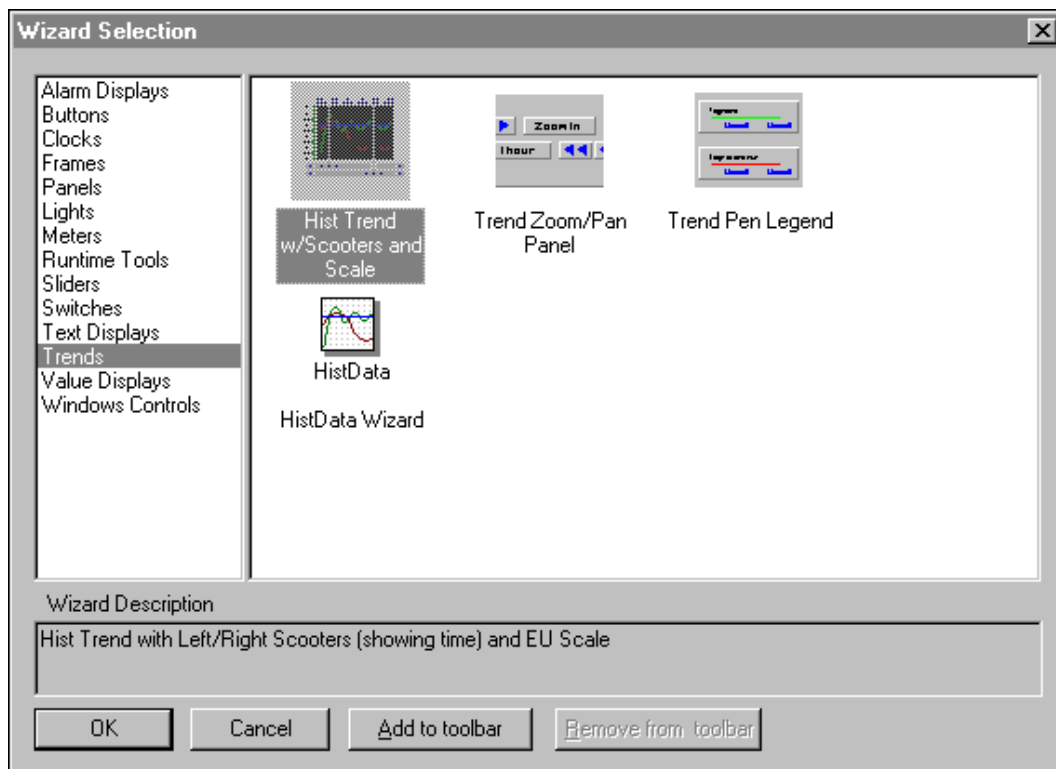 Wizard Selection
Alarm Displays
Buttons
Clocks
Frames
Panels
Lights
Meters
Runtime Tools
Sliders
Switches
Text Displays
Trends
Value Displays
Windows Controls
Hist Trend
w/Scooters and
Scale
Zoom In
1 hour
Trend Zoom/Pan
Panel
Trend Pen Legend
HistData
HistData Wizard
Wizard Description
Hist Trend with Left/Right Scooters (showing time) and EU Scale
OK
Cancel
Add to toolbar
Remove from toolbar